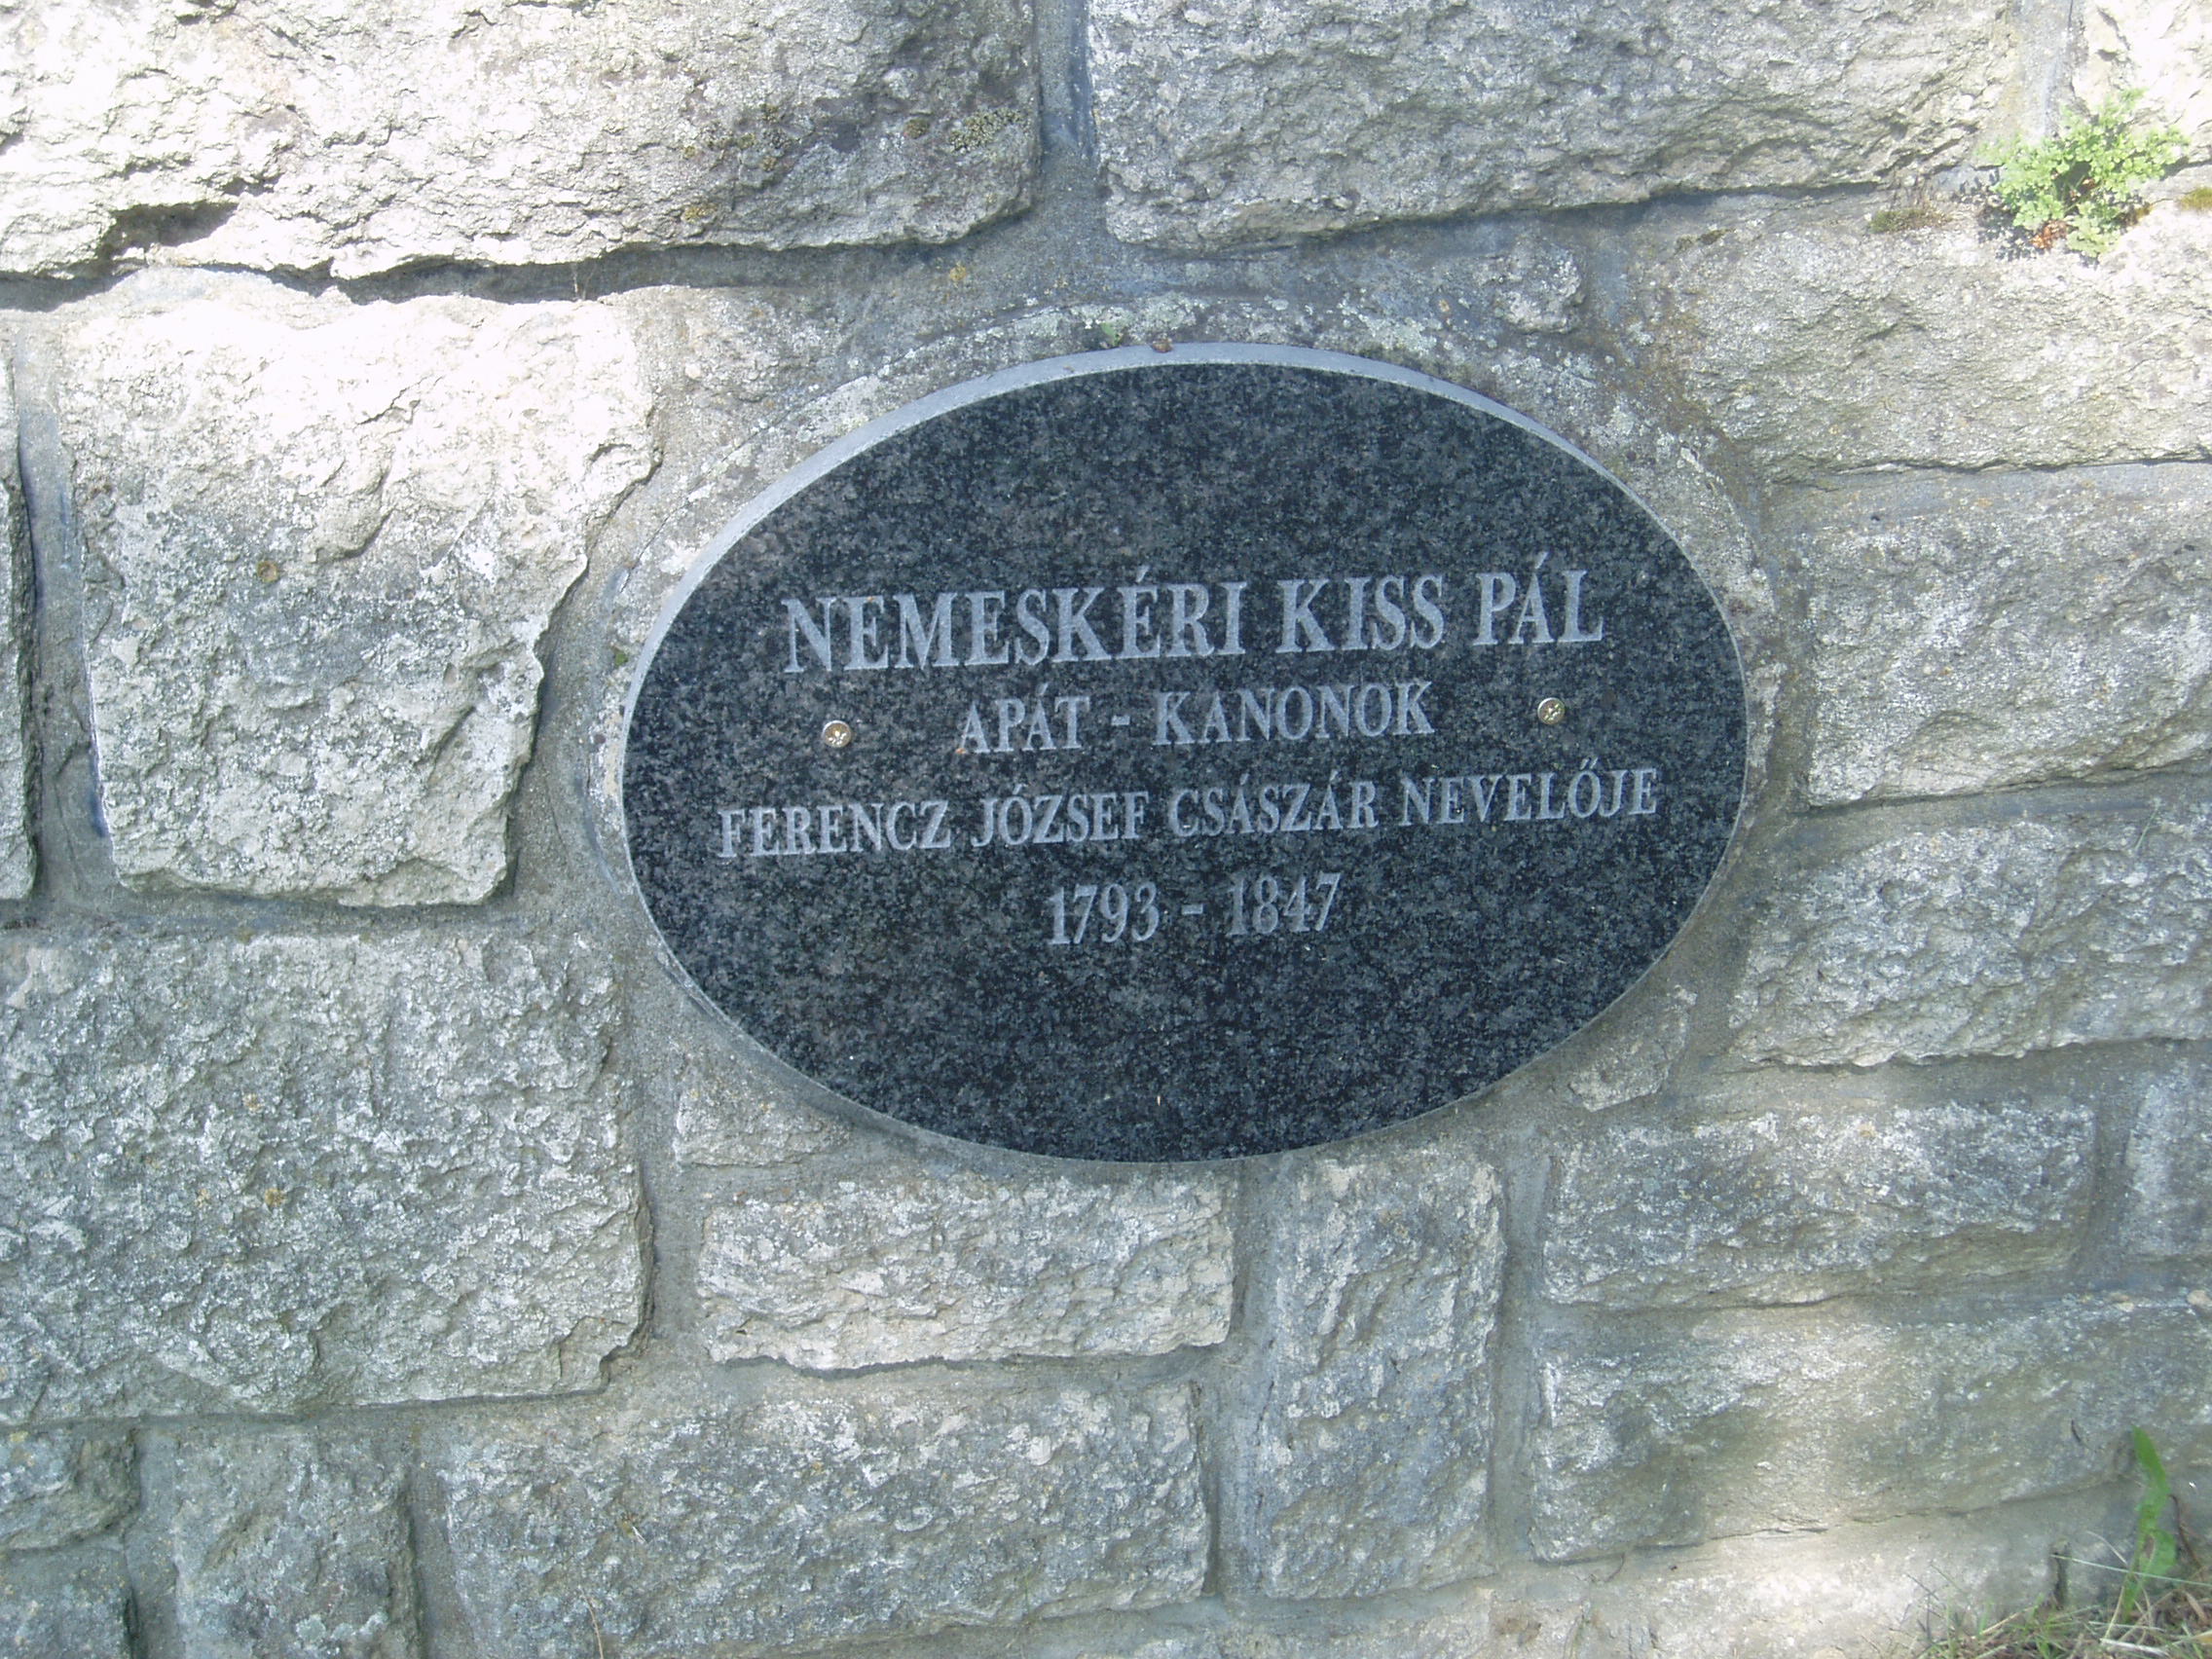 NEMESKÉRI KISS PÁL
APÁT - KANONOK
FERENCZ JÓZSEF CSÁSZÁR NEVELŐJE
1793 - 1847